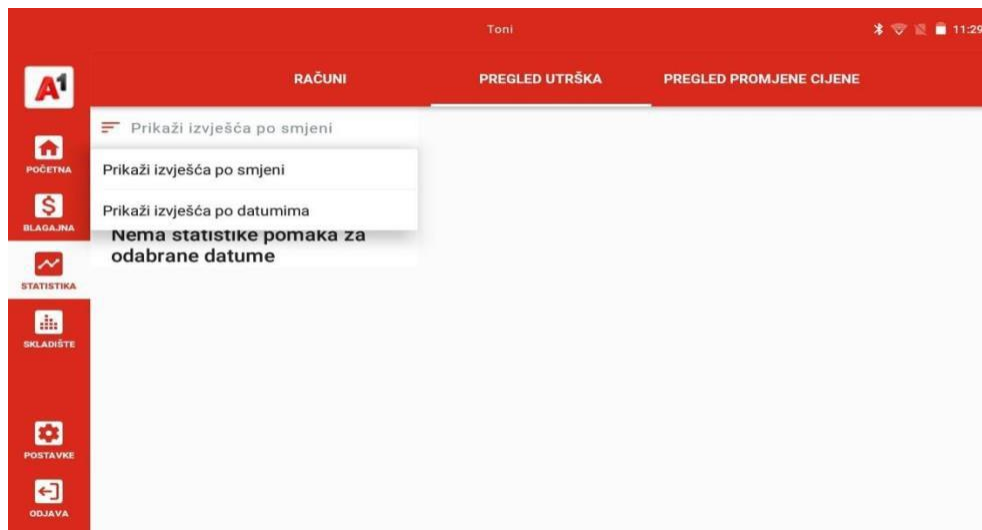 Toni
11:29
A1
RAČUNI
PREGLED UTRŠKA
PREGLED PROMJENE CIJENE
Prikaži izvješća po smjeni
Prikaži izvješća po smjeni
Prikaži izvješća po datumima
Nema statistike pomaka za
odabrane datume
POČETNA
BLAGAJNA
STATISTIKA
SKLADIŠTE
POSTAVKE
ODJAVA